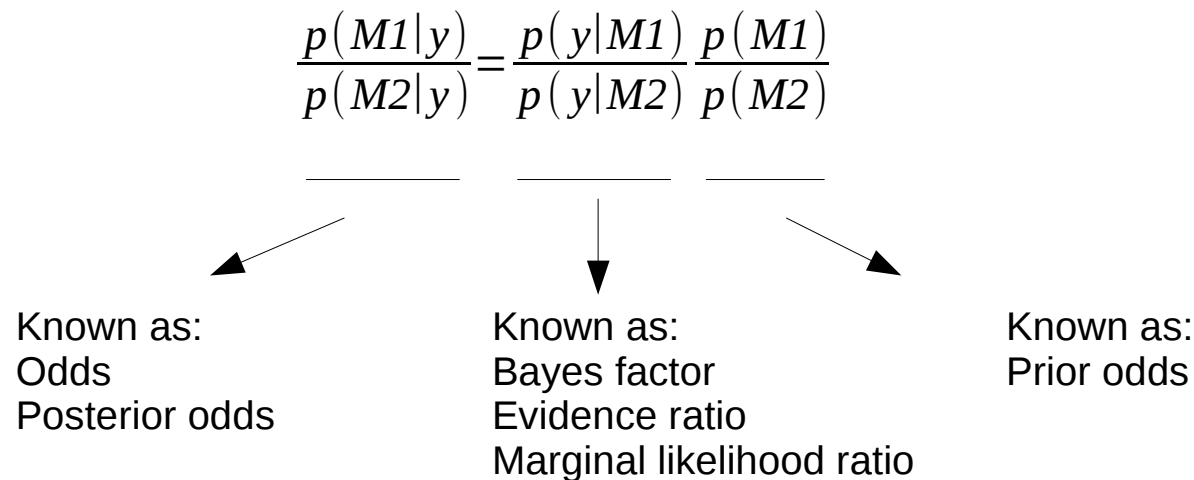 p(M1|y) / p(M2|y) = p(y|M1) / p(y|M2) p(M1) / p(M2)
Known as:
Odds
Posterior odds
Known as:
Bayes factor
Evidence ratio
Marginal likelihood ratio
Known as:
Prior odds